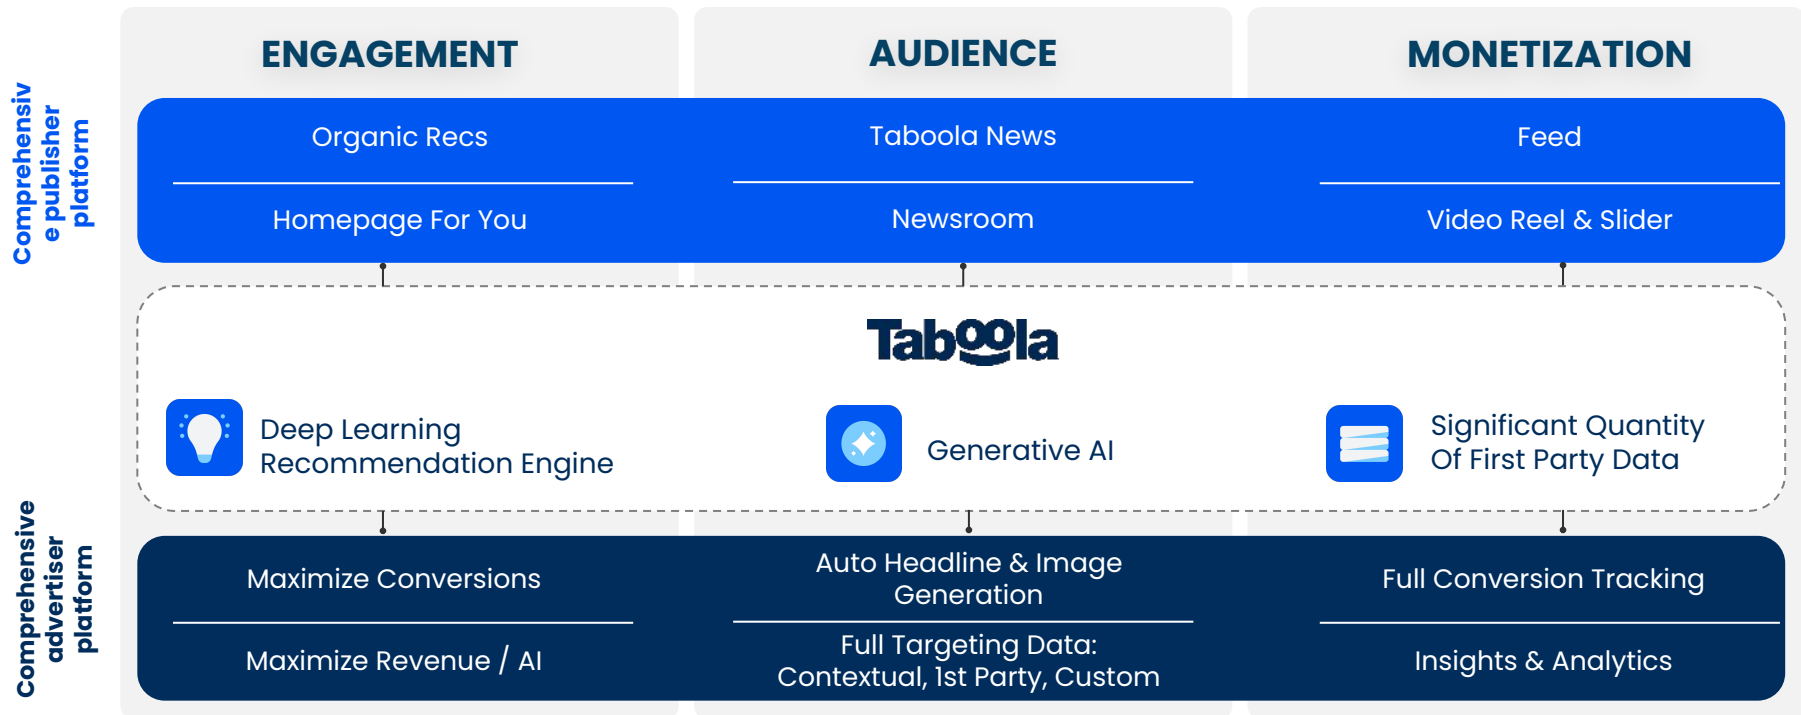 ENGAGEMENT
AUDIENCE
MONETIZATION
Comprehensiv
e publisher
platform
Organic Recs
Taboola News
Feed
Homepage For You
Newsroom
Video Reel & Slider
Taboola
Deep Learning
Recommendation Engine
Generative AI
Significant Quantity
Of First Party Data
Comprehensive
advertiser
platform
Maximize Conversions
Auto Headline & Image
Generation
Full Conversion Tracking
Maximize Revenue / AI
Full Targeting Data:
Contextual, 1st Party, Custom
Insights & Analytics